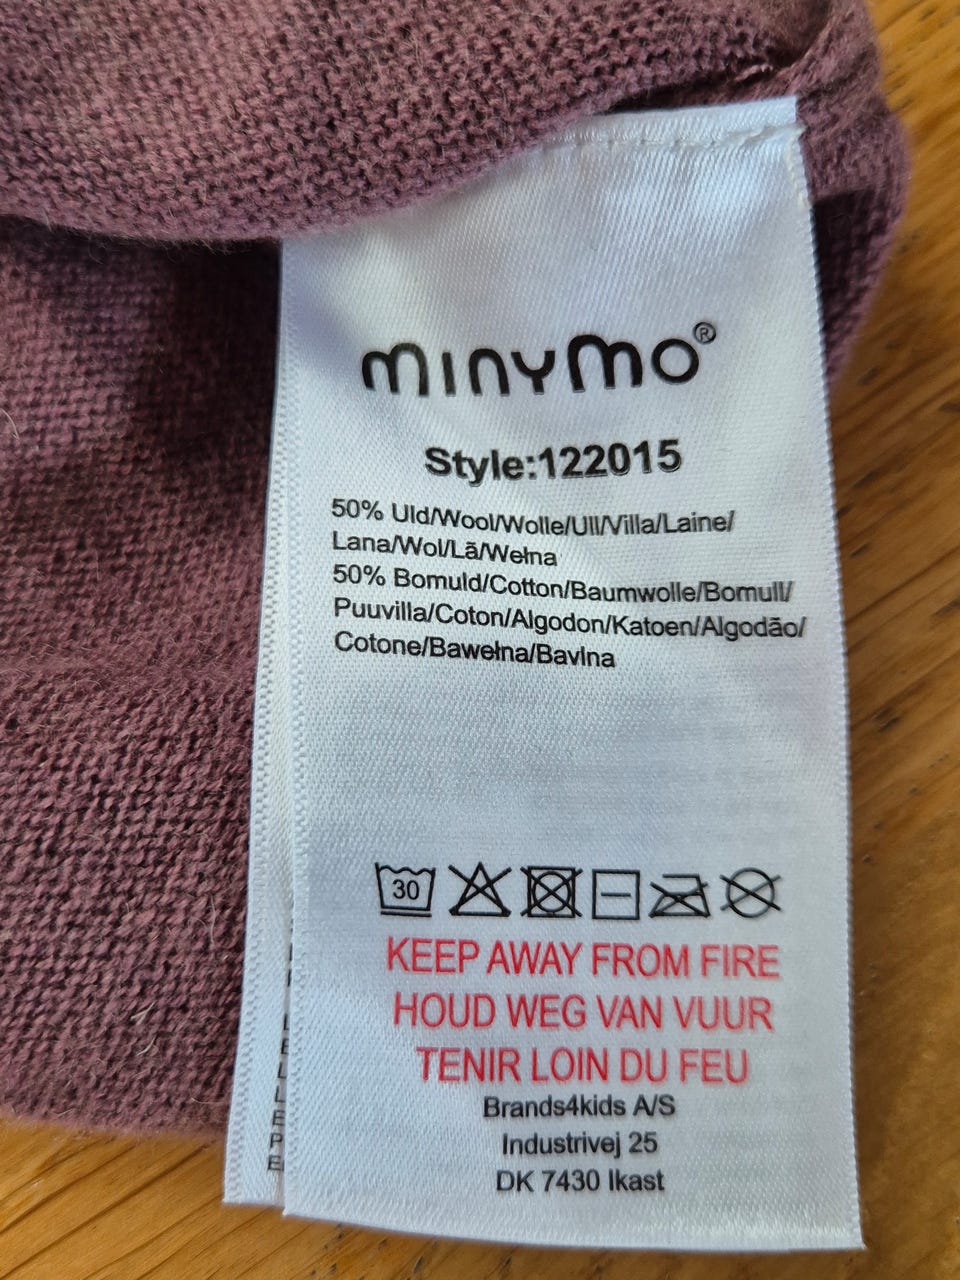 minymo®
Style:122015
50% Uld/Wool/Wolle/Ull/Villa/Laine/
Lana/Wol/Lã/Wełna
50% Bomuld/Cotton/Baumwolle/Bomull/
Puuvilla/Coton/Algodon/Katoen/Algodão/
Cotone/Bawełna/Bavlna
30
KEEP AWAY FROM FIRE
HOUD WEG VAN VUUR
TENIR LOIN DU FEU
Brands4kids A/S
Industrivej 25
DK 7430 Ikast